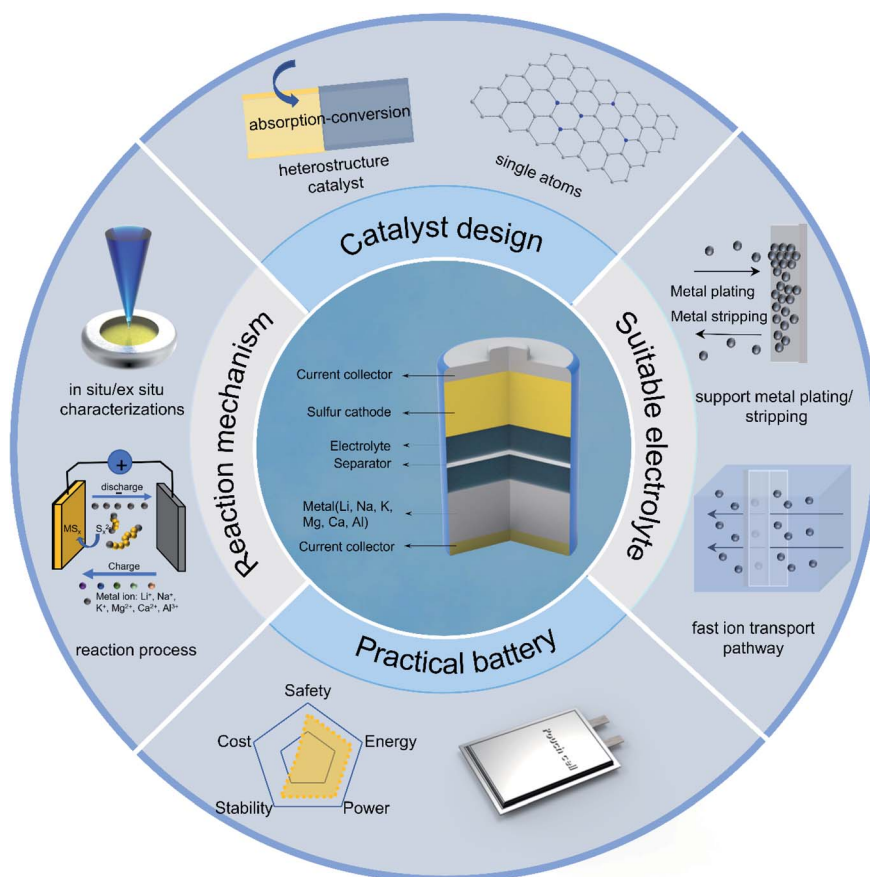 absorption-conversion
heterostructure
catalyst
single atoms
Catalyst design
in situ/ex situ
characterizations
Reaction mechanism
discharge
MSₓ
Sₓ²⁻
Charge
Metal ion: Li⁺, Na⁺,
K⁺, Mg²⁺, Ca²⁺, Al³⁺
reaction process
Current collector
Sulfur cathode
Electrolyte
Separator
Metal(Li, Na, K,
Mg, Ca, Al)
Current collector
Suitable electrolyte
Metal plating
Metal stripping
support metal plating/
stripping
fast ion transport
pathway
Practical battery
Safety
Cost
Energy
Stability
Power
Pouch cell